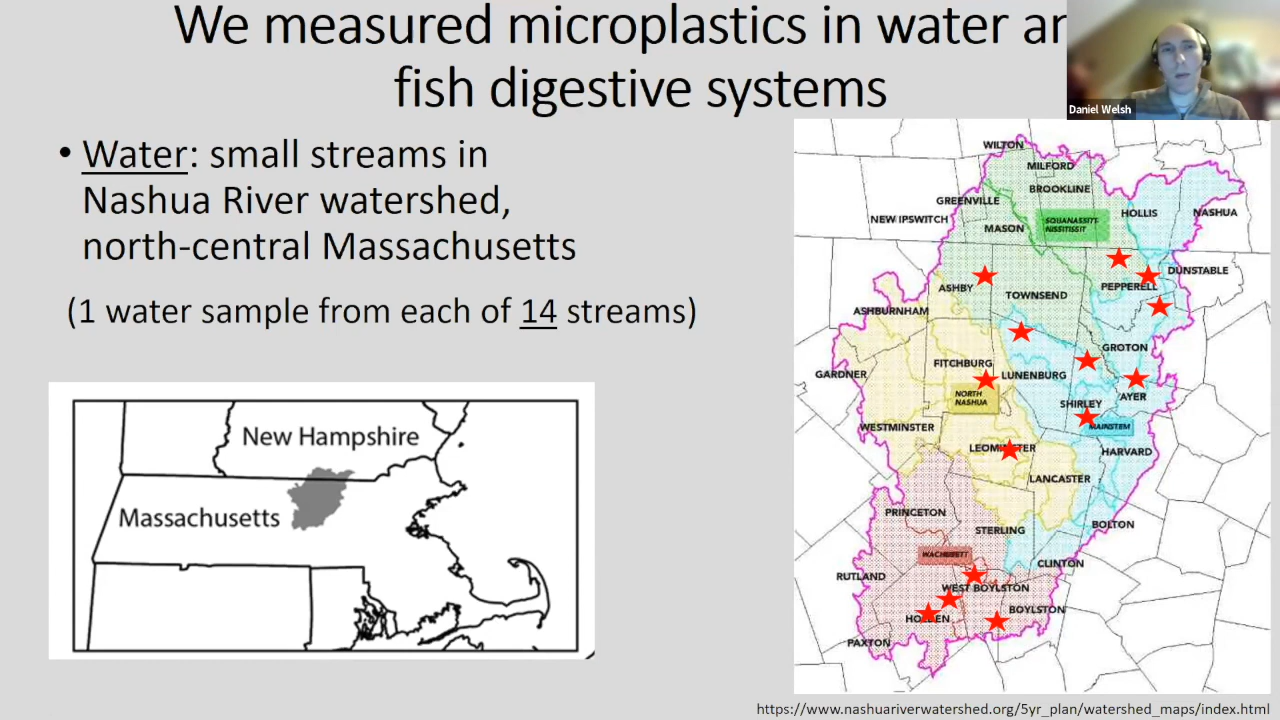 We measured microplastics in water an
fish digestive systems
Daniel Welsh
• Water: small streams in
Nashua River watershed,
north-central Massachusetts
(1 water sample from each of 14 streams)
New Hampshire
Massachusetts
WILTON
MILFORD
BROOKLINE
GREENVILLE
HOLLIS
NASHUA
NEW IPSWITCH
MASON
SQUANASSIT-
NISSITISSIT
DUNSTABLE
ASHBY
PEPPERELL
TOWNSEND
ASHBURNHAM
GROTON
FITCHBURG
GARDNER
LUNENBURG
NORTH
NASHUA
AYER
SHIRLEY
MAINSTEM
WESTMINSTER
LEOMINSTER
HARVARD
LANCASTER
PRINCETON
BOLTON
STERLING
WACHUSETT
CLINTON
RUTLAND
WEST BOYLSTON
BOYLSTON
HOLDEN
PAXTON
https://www.nashuariverwatershed.org/5yr_plan/watershed_maps/index.html